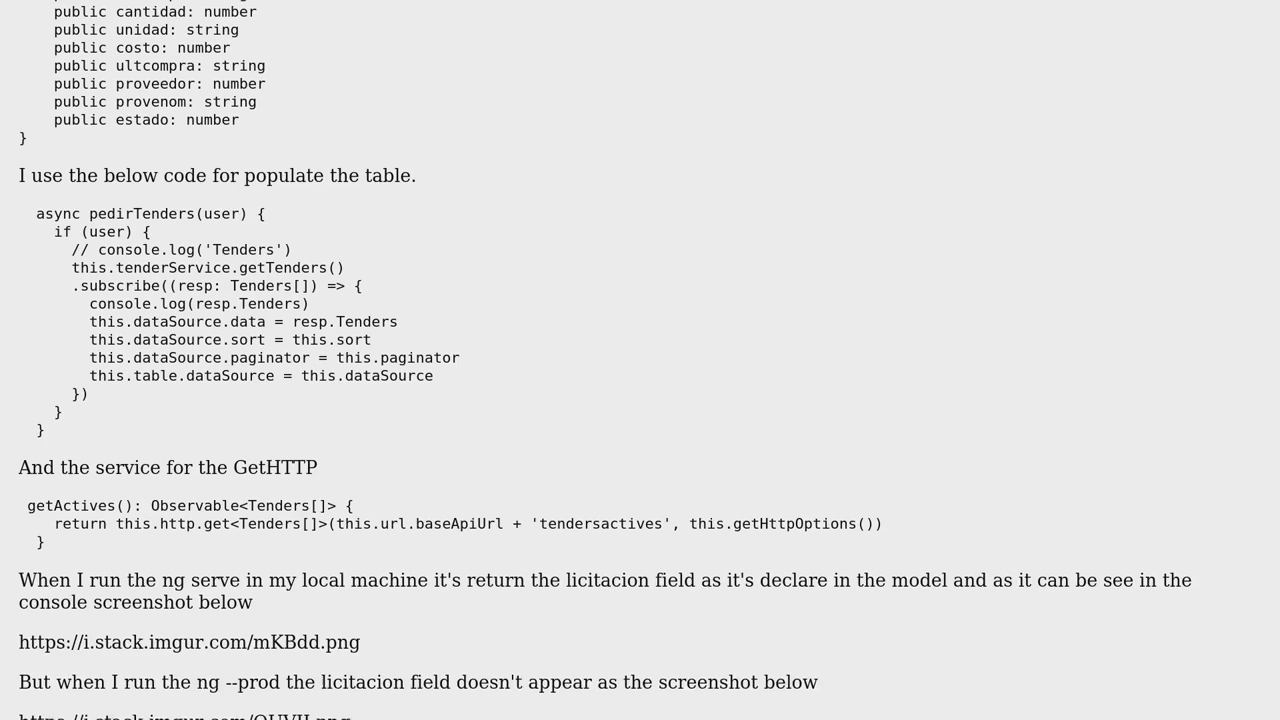 public cantidad: number
public unidad: string
public costo: number
public ultcompra: string
public proveedor: number
public provenom: string
public estado: number
}
I use the below code for populate the table.
async pedirTenders(user) {
if (user) {
// console.log('Tenders')
this.tenderService.getTenders()
.subscribe((resp: Tenders[]) => {
console.log(resp.Tenders)
this.dataSource.data = resp.Tenders
this.dataSource.sort = this.sort
this.dataSource.paginator = this.paginator
this.table.dataSource = this.dataSource
})
}
}
And the service for the GetHTTP
getActives(): Observable<Tenders[]> {
return this.http.get<Tenders[]>(this.url.baseApiUrl + 'tendersactives', this.getHttpOptions())
}
When I run the ng serve in my local machine it's return the licitacion field as it's declare in the model and as it can be see in the
console screenshot below
https://i.stack.imgur.com/mKBdd.png
But when I run the ng --prod the licitacion field doesn't appear as the screenshot below